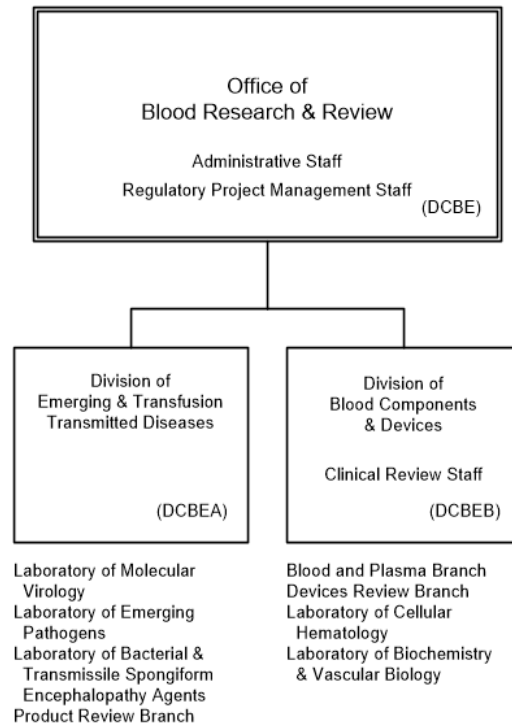 Office of
Blood Research & Review
Administrative Staff
Regulatory Project Management Staff
(DCBE)
Division of
Emerging & Transfusion
Transmitted Diseases
(DCBEA)
Laboratory of Molecular
Virology
Laboratory of Emerging
Pathogens
Laboratory of Bacterial &
Transmissile Spongiform
Encephalopathy Agents
Product Review Branch
Division of
Blood Components
& Devices
Clinical Review Staff
(DCBEB)
Blood and Plasma Branch
Devices Review Branch
Laboratory of Cellular
Hematology
Laboratory of Biochemistry
& Vascular Biology